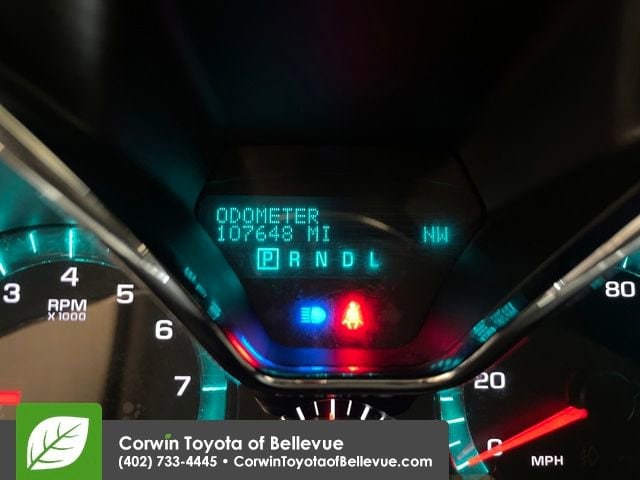 ODOMETER
107648 MI NW
P R N D L
3 4 5 6 7
RPM
X1000
80
20
0
MPH
Corwin Toyota of Bellevue
(402) 733-4445 • CorwinToyotaofBellevue.com